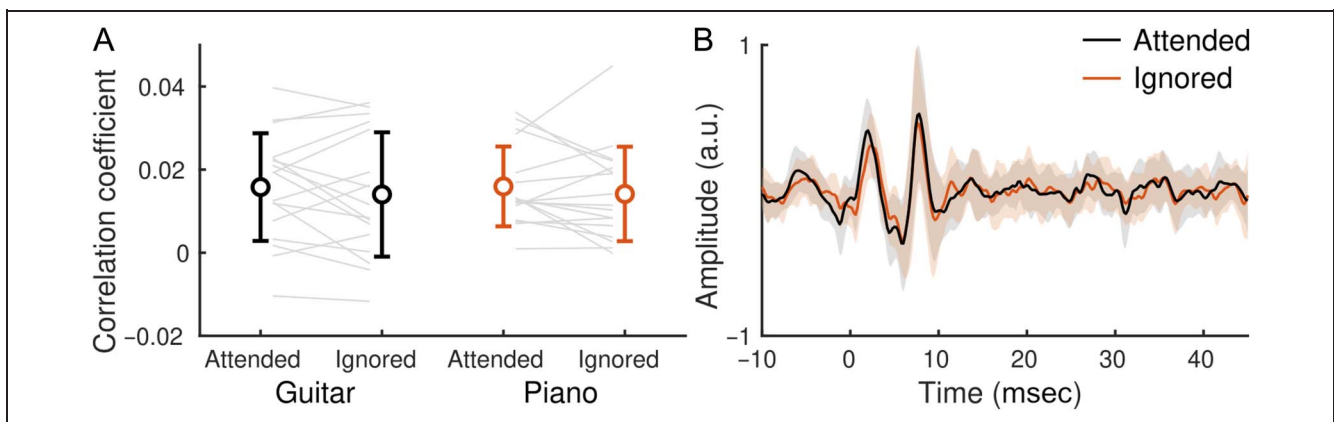 A
Correlation coefficient
0.04
0.02
0
−0.02
Attended
Ignored
Attended
Ignored
Guitar
Piano
B
Attended
Ignored
Amplitude (a.u.)
1
−1
−10
0
10
20
30
40
Time (msec)